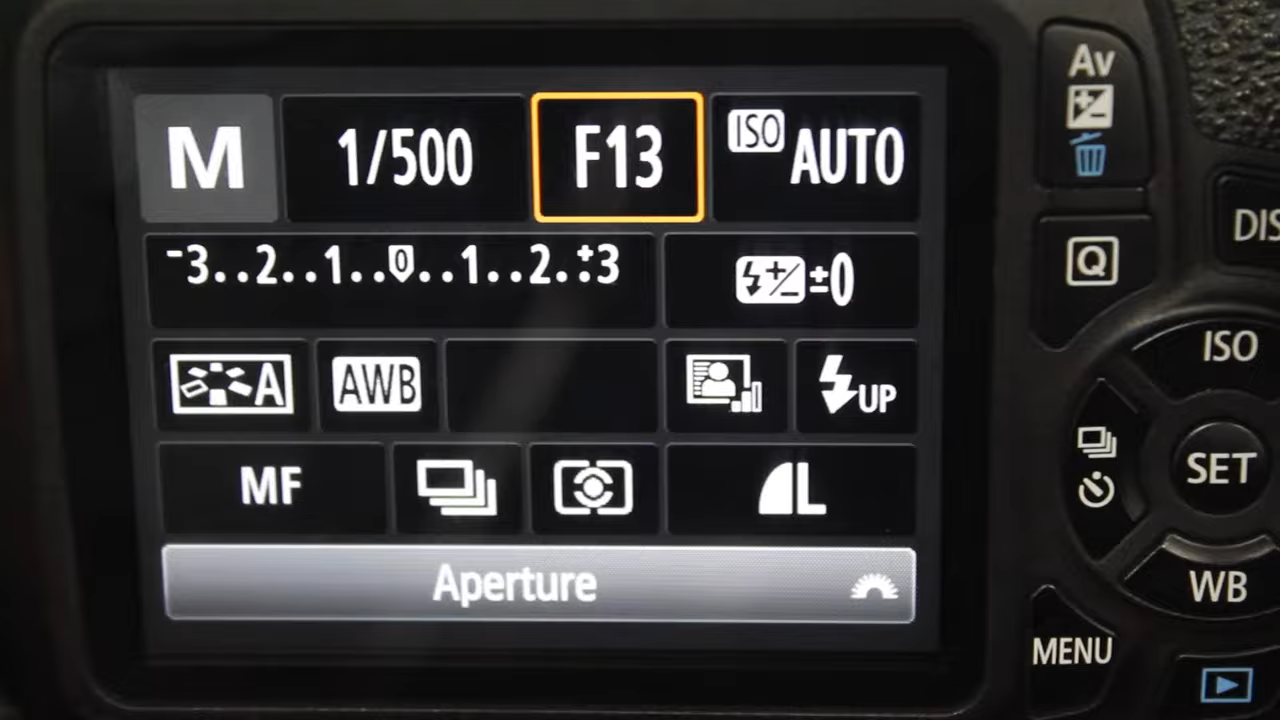 M 1/500 F13 ISO AUTO
-3..2..1..0..1..2.:+3 ±0
A AWB UP
MF L
Aperture
Av
Q
DIS
ISO
SET
WB
MENU